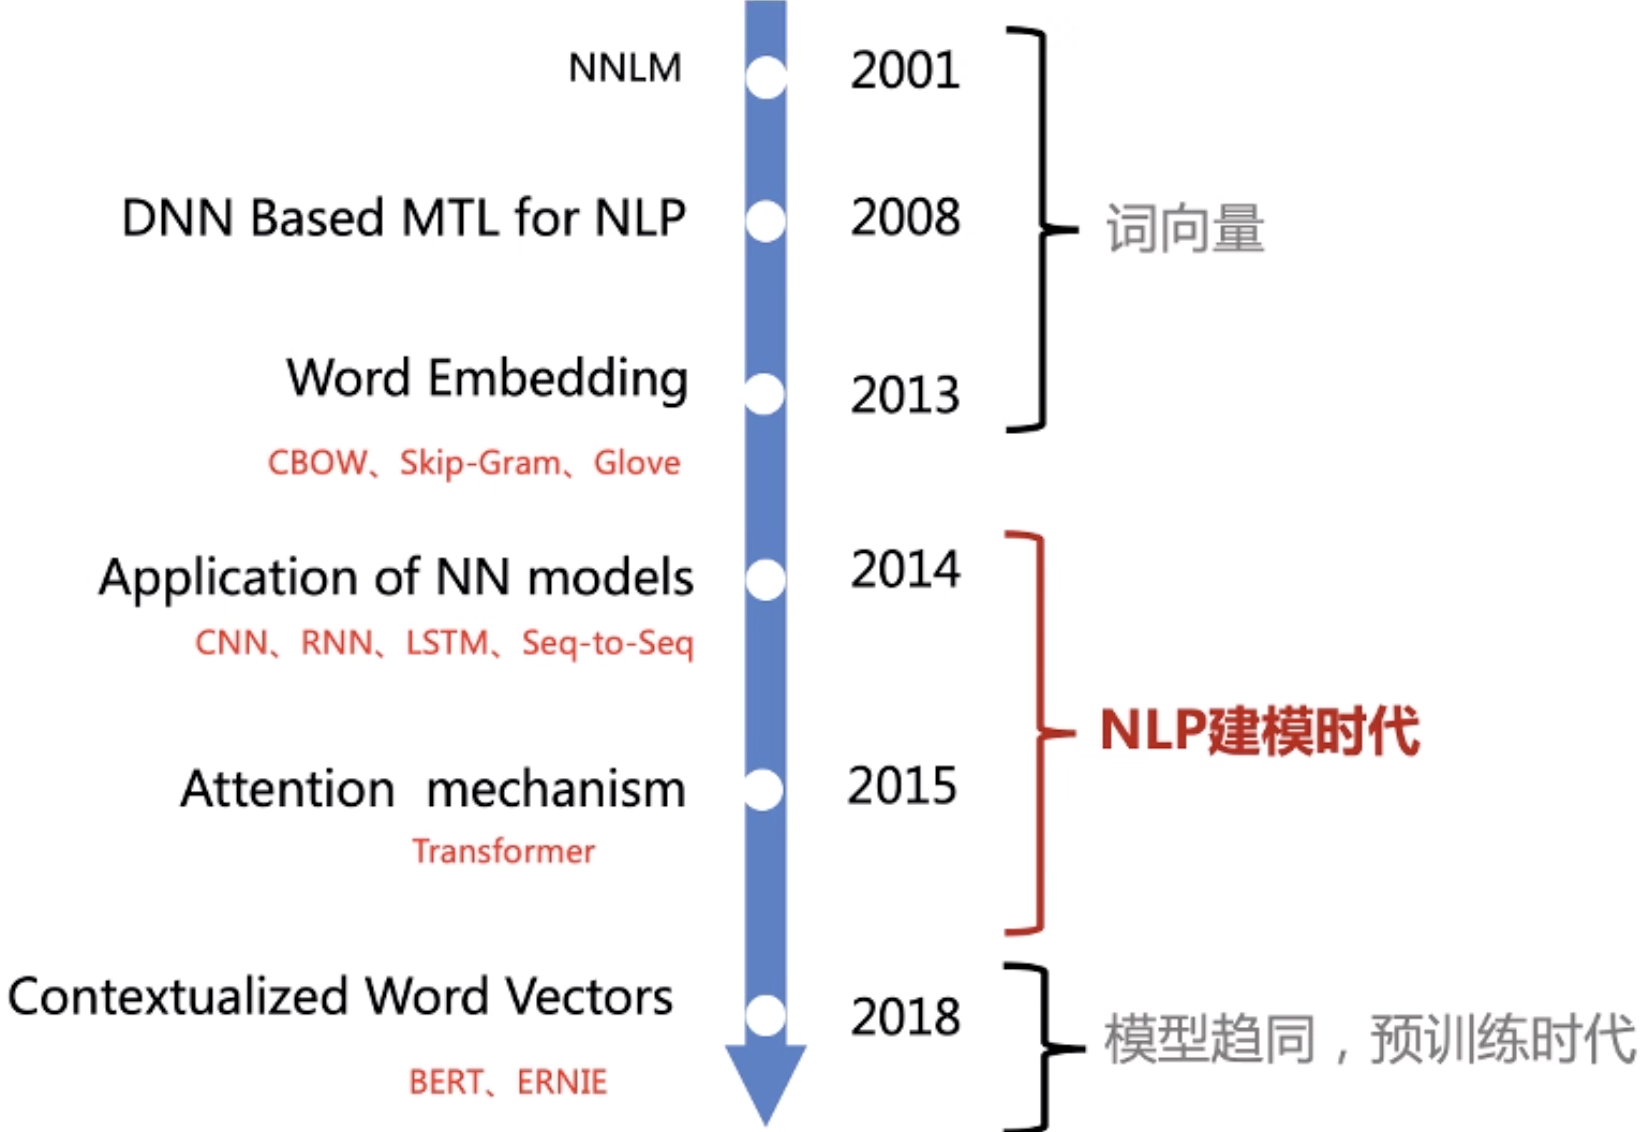 NNLM
2001
DNN Based MTL for NLP
2008
词向量
Word Embedding
2013
CBOW、Skip-Gram、Glove
Application of NN models
2014
CNN、RNN、LSTM、Seq-to-Seq
NLP建模时代
Attention mechanism
2015
Transformer
Contextualized Word Vectors
2018
模型趋同，预训练时代
BERT、ERNIE